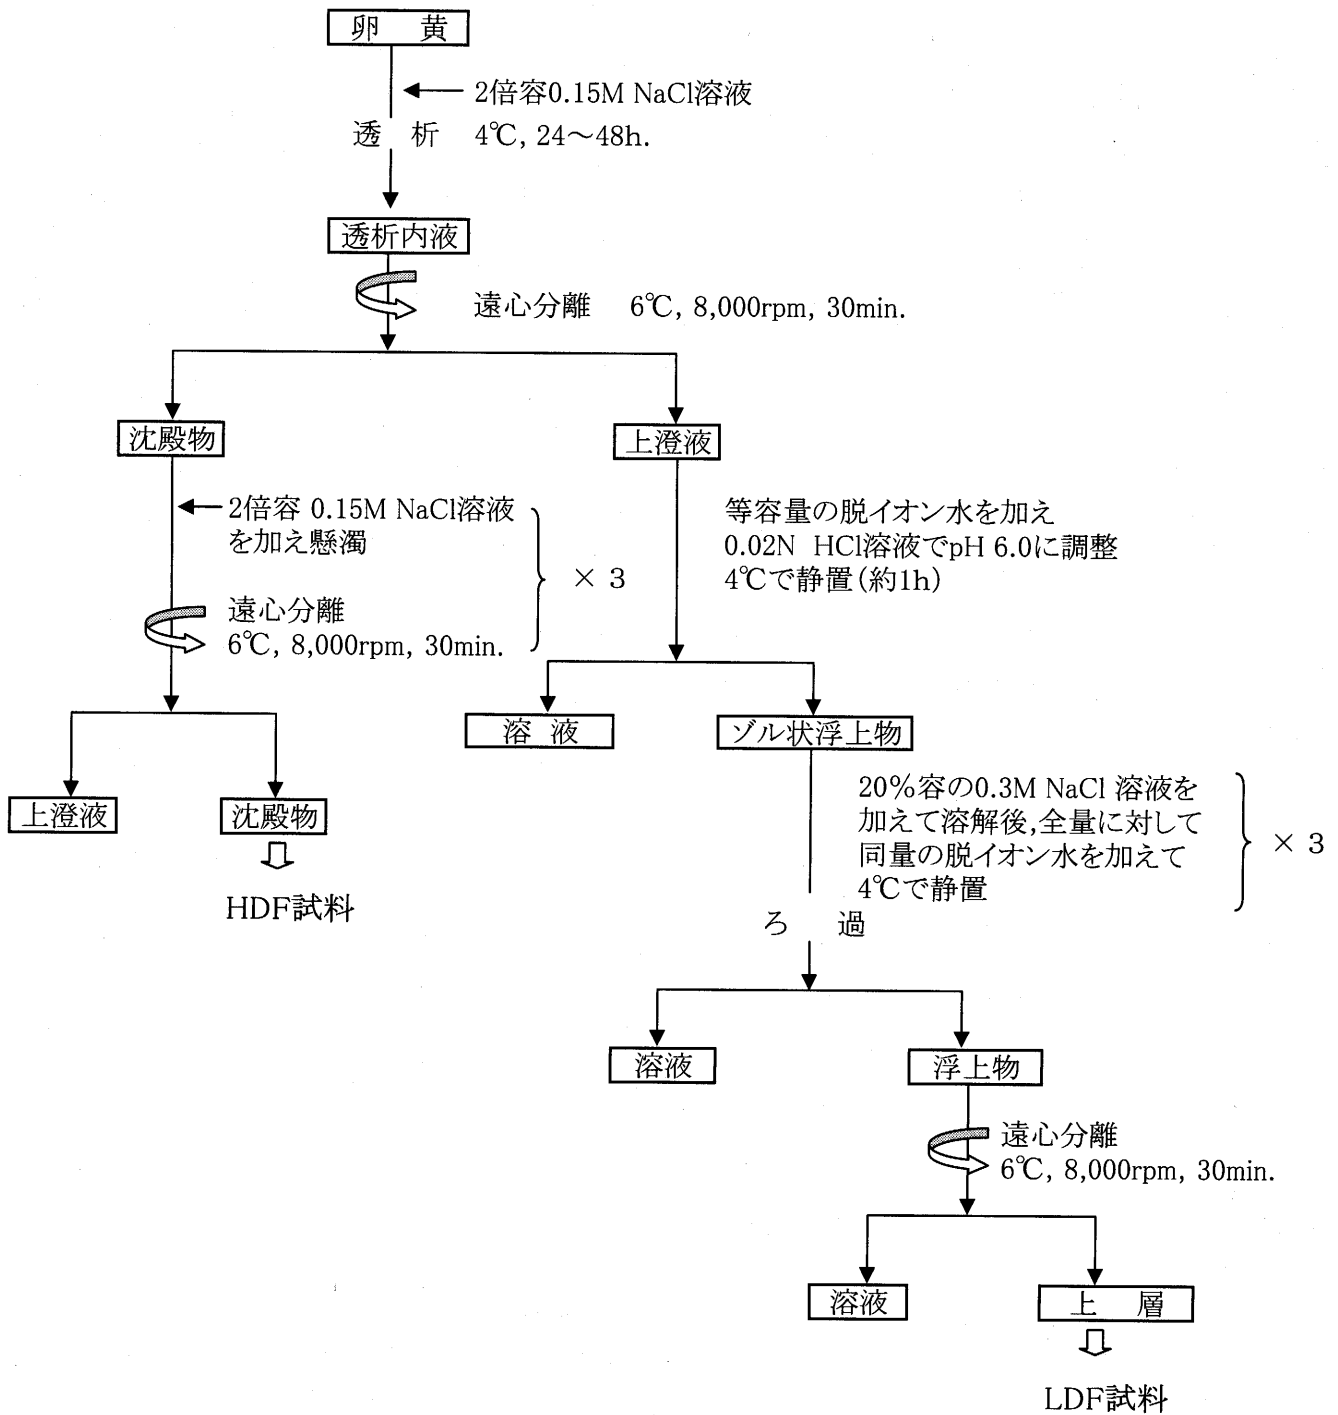 卵 黄
2倍容0.15M NaCl溶液
透 析 4℃, 24～48h.
透析内液
遠心分離 6℃, 8,000rpm, 30min.
沈殿物
上澄液
2倍容 0.15M NaCl溶液
を加え懸濁
遠心分離
6℃, 8,000rpm, 30min.
× 3
等容量の脱イオン水を加え
0.02N HCl溶液でpH 6.0に調整
4℃で静置(約1h)
溶 液
ゾル状浮上物
上澄液
沈殿物
HDF試料
20%容の0.3M NaCl 溶液を
加えて溶解後,全量に対して
同量の脱イオン水を加えて
4℃で静置
× 3
ろ 過
溶液
浮上物
遠心分離
6℃, 8,000rpm, 30min.
溶液
上 層
LDF試料